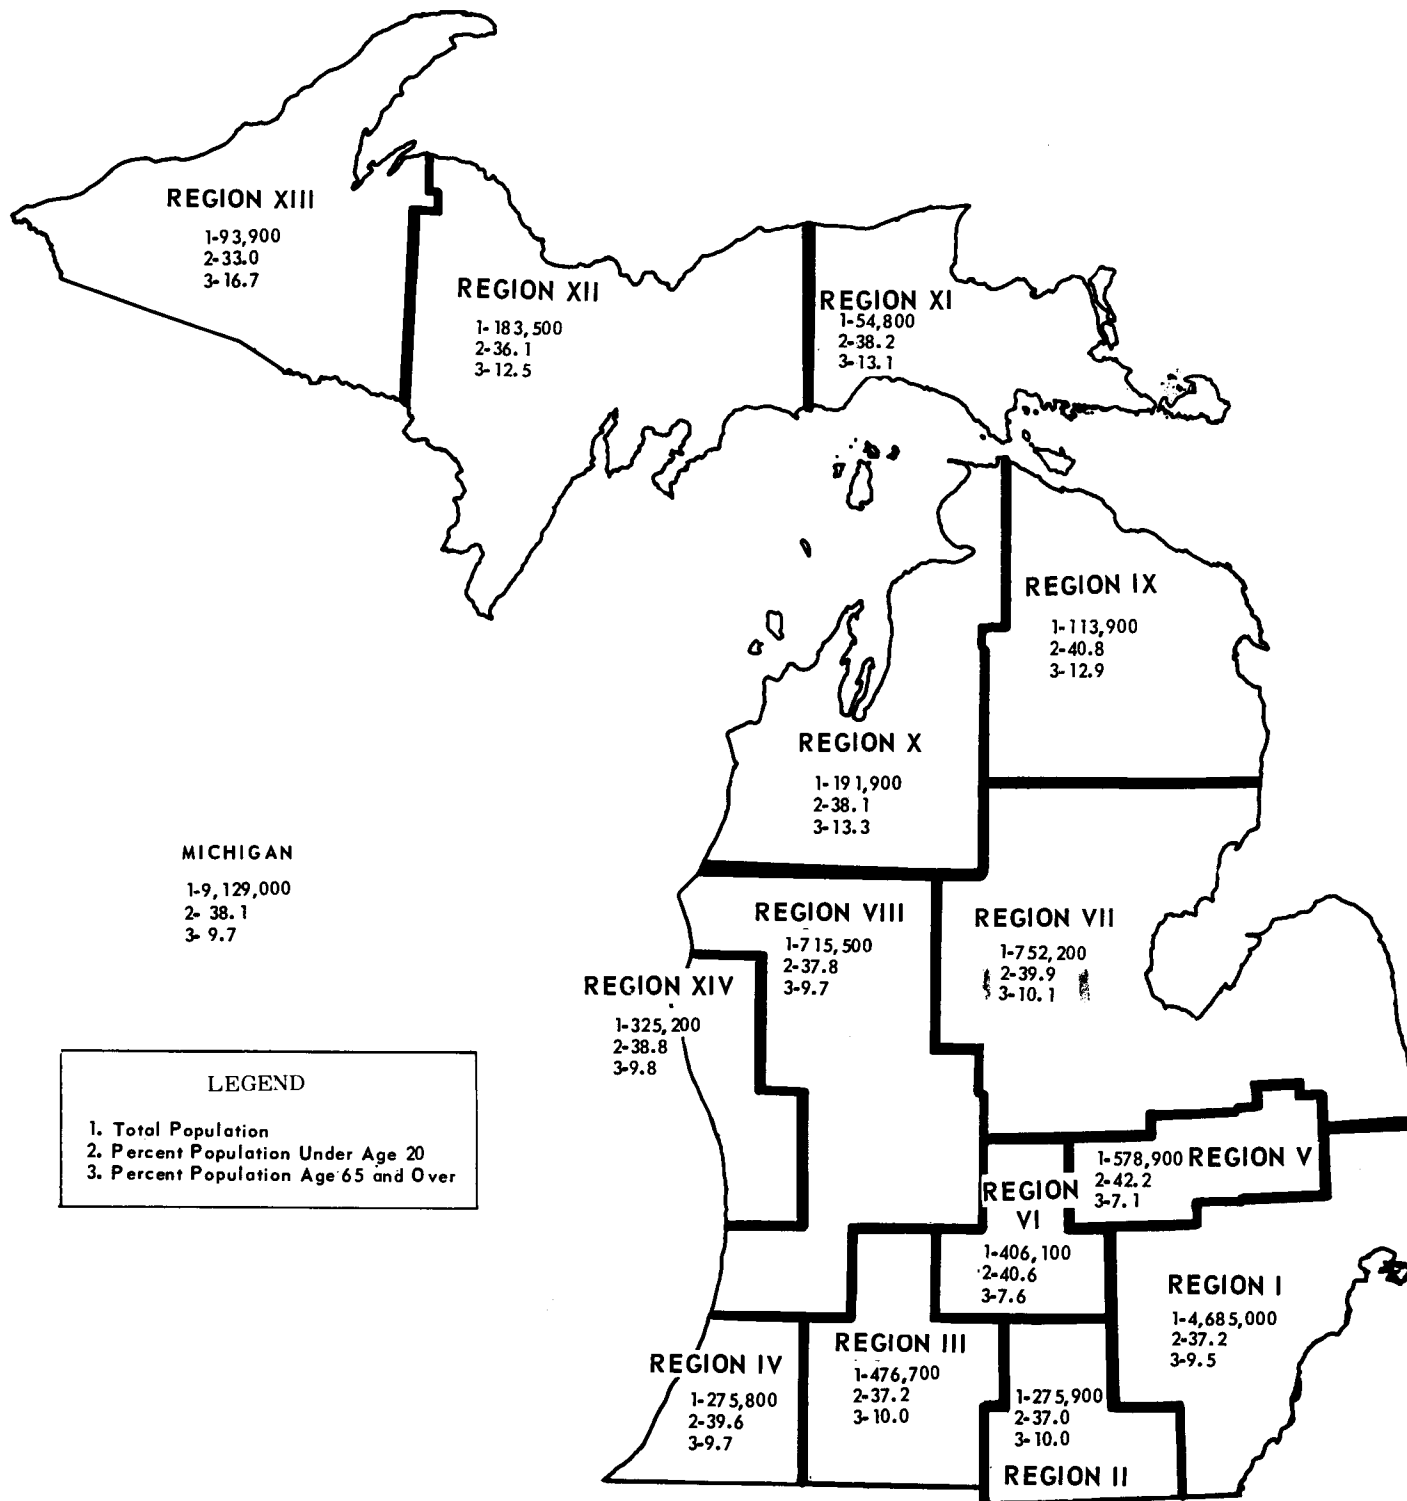 REGION XIII
1-93,900
2-33.0
3-16.7
REGION XII
1-183,500
2-36.1
3-12.5
REGION XI
1-54,800
2-38.2
3-13.1
REGION IX
1-113,900
2-40.8
3-12.9
REGION X
1-191,900
2-38.1
3-13.3
MICHIGAN
1-9,129,000
2- 38.1
3- 9.7
REGION VIII
1-715,500
2-37.8
3-9.7
REGION VII
1-752,200
2-39.9
3-10.1
REGION XIV
1-325,200
2-38.8
3-9.8
LEGEND
1. Total Population
2. Percent Population Under Age 20
3. Percent Population Age 65 and Over
REGION V
1-578,900
2-42.2
3-7.1
REGION
VI
1-406,100
2-40.6
3-7.6
REGION I
1-4,685,000
2-37.2
3-9.5
REGION III
1-476,700
2-37.2
3-10.0
REGION IV
1-275,800
2-39.6
3-9.7
1-275,900
2-37.0
3-10.0
REGION II